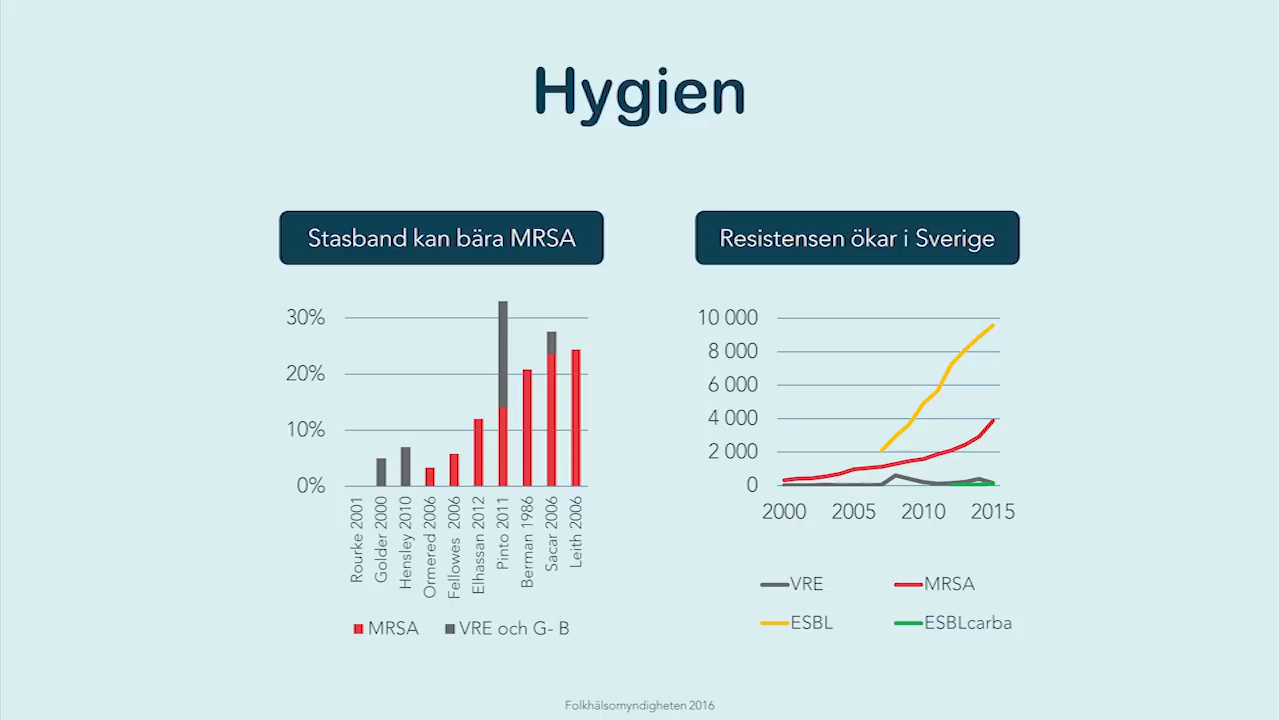 Hygien
Stasband kan bära MRSA
30%
20%
10%
0%
Rourke 2001
Golder 2000
Hensley 2010
Ormered 2006
Fellowes  2006
Elhassan 2012
Pinto 2011
Berman 1986
Sacar 2006
Leith 2006
MRSA
VRE och G- B
Resistensen ökar i Sverige
10 000
8 000
6 000
4 000
2 000
0
2000 2005 2010 2015
VRE MRSA
ESBL ESBLcarba
Folkhälsomyndigheten 2016